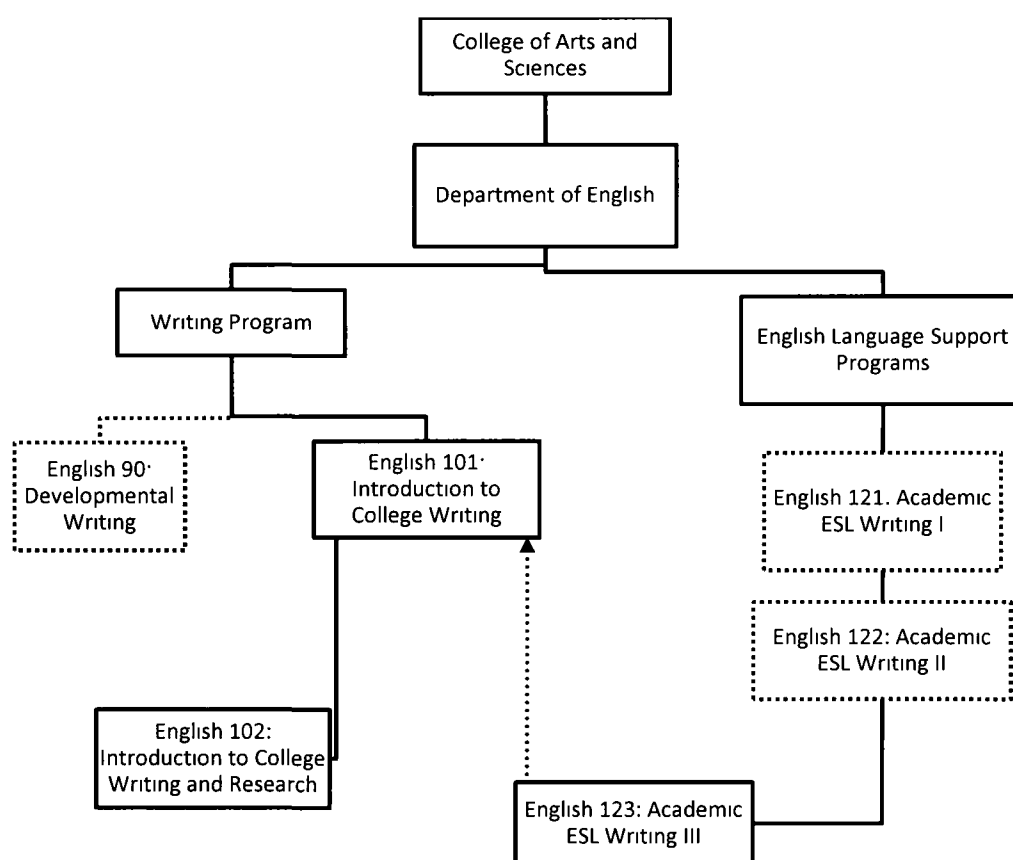 College of Arts and
Sciences
Department of English
Writing Program
English Language Support
Programs
English 90·
Developmental
Writing
English 101·
Introduction to
College Writing
English 121. Academic
ESL Writing I
English 122: Academic
ESL Writing II
English 102:
Introduction to College
Writing and Research
English 123: Academic
ESL Writing III